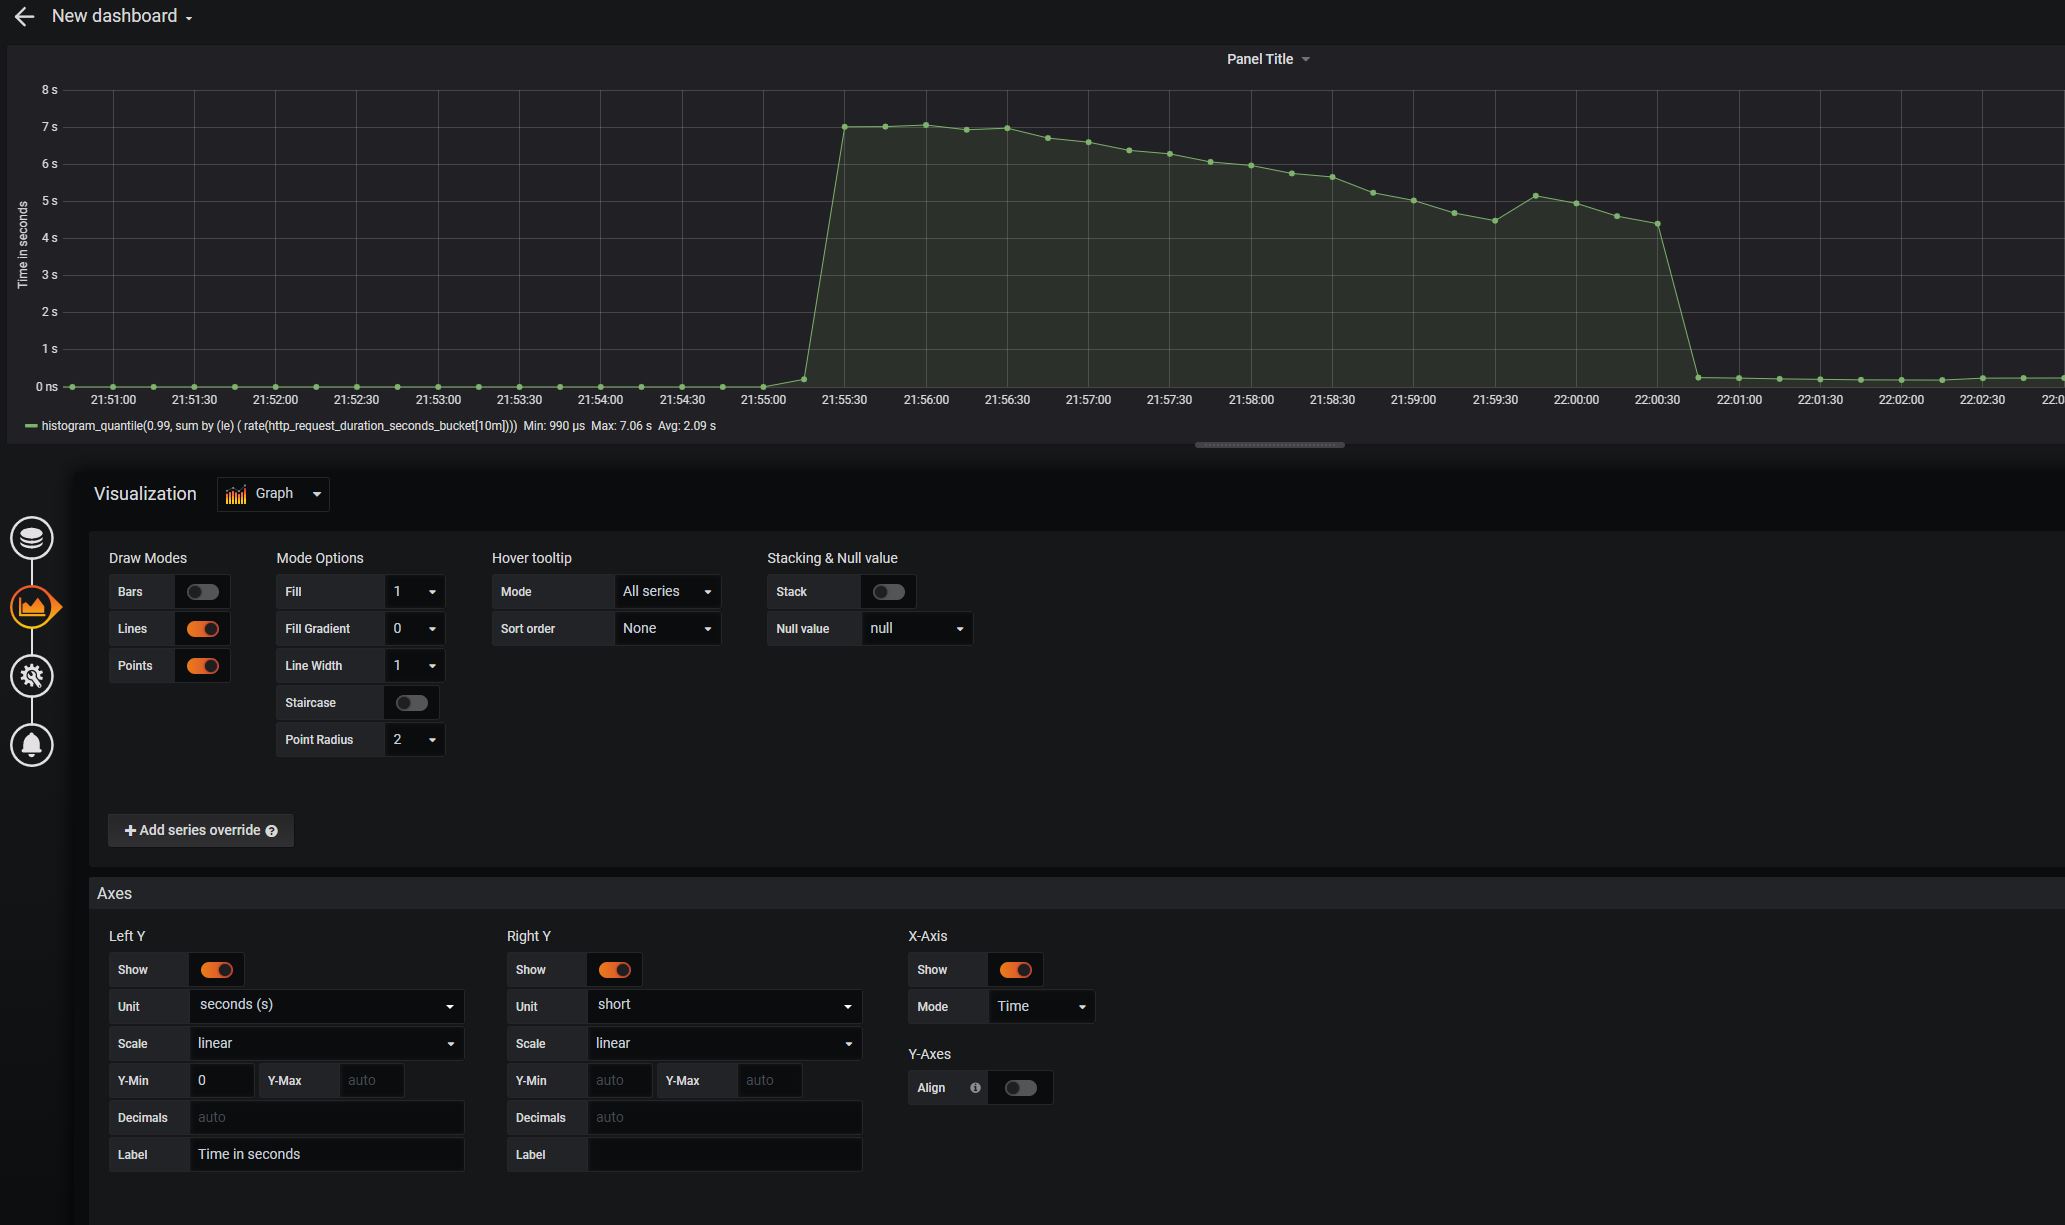 New dashboard
Panel Title
8 s
7 s
6 s
5 s
4 s
3 s
2 s
1 s
0 ns
Time in seconds
21:51:00 21:51:30 21:52:00 21:52:30 21:53:00 21:53:30 21:54:00 21:54:30 21:55:00 21:55:30 21:56:00 21:56:30 21:57:00 21:57:30 21:58:00 21:58:30 21:59:00 21:59:30 22:00:00 22:00:30 22:01:00 22:01:30 22:02:00 22:02:30 22:0
histogram_quantile(0.99, sum by (le) ( rate(http_request_duration_seconds_bucket[10m]))) Min: 990 µs Max: 7.06 s Avg: 2.09 s
Visualization Graph
Draw Modes
Bars
Lines
Points
Mode Options
Fill 1
Fill Gradient 0
Line Width 1
Staircase
Point Radius 2
Hover tooltip
Mode All series
Sort order None
Stacking & Null value
Stack
Null value null
+ Add series override ?
Axes
Left Y
Show
Unit seconds (s)
Scale linear
Y-Min 0 Y-Max auto
Decimals auto
Label Time in seconds
Right Y
Show
Unit short
Scale linear
Y-Min auto Y-Max auto
Decimals auto
Label
X-Axis
Show
Mode Time
Y-Axes
Align